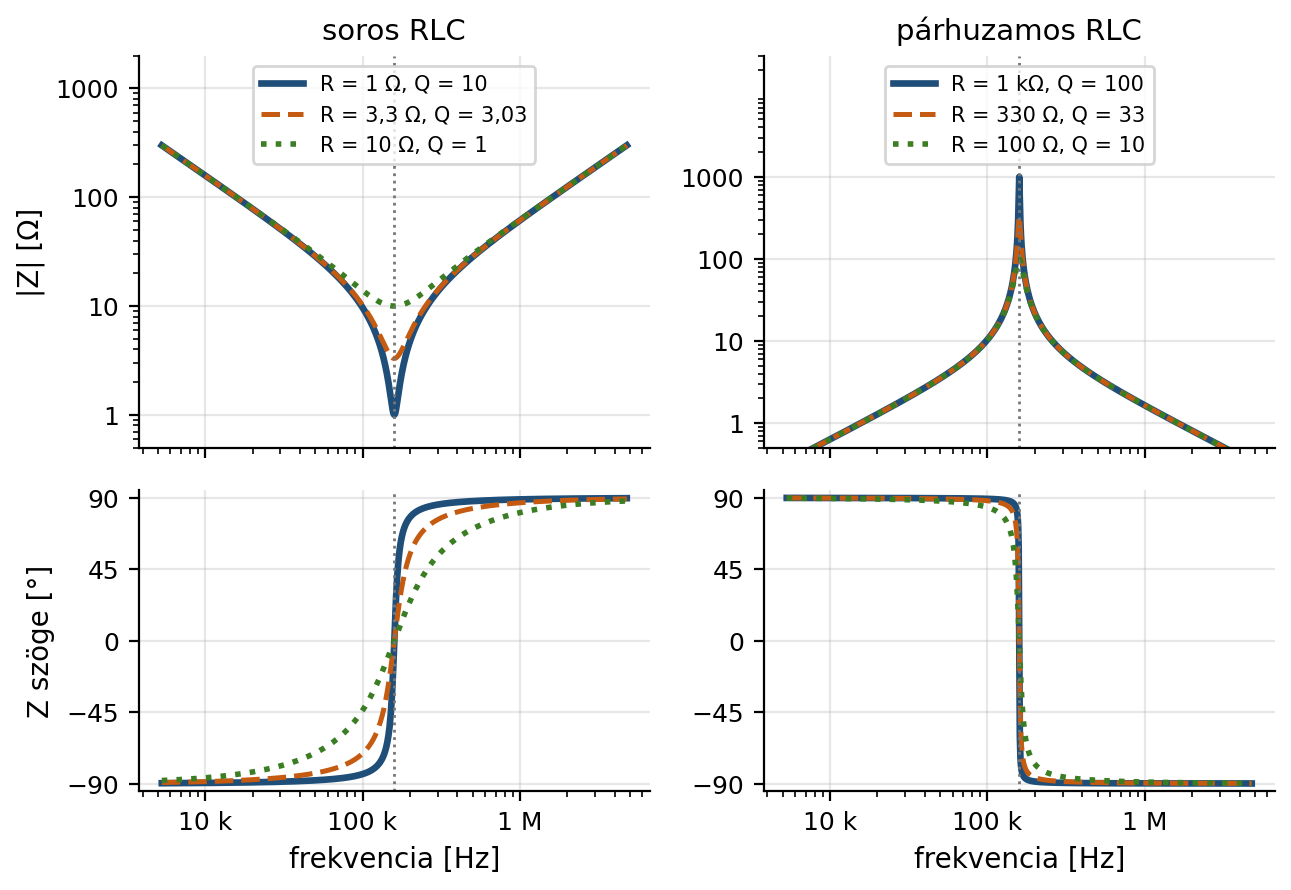 soros RLC
|Z| [Ω]
1000
100
10
1
R = 1 Ω, Q = 10
R = 3,3 Ω, Q = 3,03
R = 10 Ω, Q = 1
párhuzamos RLC
1000
100
10
1
R = 1 kΩ, Q = 100
R = 330 Ω, Q = 33
R = 100 Ω, Q = 10
Z szöge [°]
90
45
0
−45
−90
10 k
100 k
1 M
frekvencia [Hz]
90
45
0
−45
−90
10 k
100 k
1 M
frekvencia [Hz]